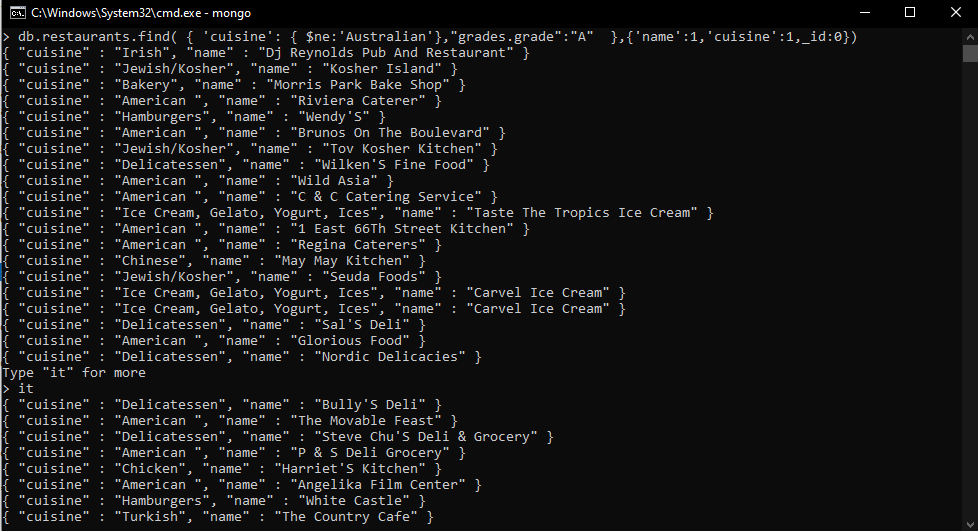 C:\Windows\System32\cmd.exe - mongo
> db.restaurants.find( { 'cuisine': { $ne:'Australian'},"grades.grade":"A"  },{'name':1,'cuisine':1,_id:0})
{ "cuisine" : "Irish", "name" : "Dj Reynolds Pub And Restaurant" }
{ "cuisine" : "Jewish/Kosher", "name" : "Kosher Island" }
{ "cuisine" : "Bakery", "name" : "Morris Park Bake Shop" }
{ "cuisine" : "American ", "name" : "Riviera Caterer" }
{ "cuisine" : "Hamburgers", "name" : "Wendy'S" }
{ "cuisine" : "American ", "name" : "Brunos On The Boulevard" }
{ "cuisine" : "Jewish/Kosher", "name" : "Tov Kosher Kitchen" }
{ "cuisine" : "Delicatessen", "name" : "Wilken'S Fine Food" }
{ "cuisine" : "American ", "name" : "Wild Asia" }
{ "cuisine" : "American ", "name" : "C & C Catering Service" }
{ "cuisine" : "Ice Cream, Gelato, Yogurt, Ices", "name" : "Taste The Tropics Ice Cream" }
{ "cuisine" : "American ", "name" : "1 East 66Th Street Kitchen" }
{ "cuisine" : "American ", "name" : "Regina Caterers" }
{ "cuisine" : "Chinese", "name" : "May May Kitchen" }
{ "cuisine" : "Jewish/Kosher", "name" : "Seuda Foods" }
{ "cuisine" : "Ice Cream, Gelato, Yogurt, Ices", "name" : "Carvel Ice Cream" }
{ "cuisine" : "Ice Cream, Gelato, Yogurt, Ices", "name" : "Carvel Ice Cream" }
{ "cuisine" : "Delicatessen", "name" : "Sal'S Deli" }
{ "cuisine" : "American ", "name" : "Glorious Food" }
{ "cuisine" : "Delicatessen", "name" : "Nordic Delicacies" }
Type "it" for more
> it
{ "cuisine" : "Delicatessen", "name" : "Bully'S Deli" }
{ "cuisine" : "American ", "name" : "The Movable Feast" }
{ "cuisine" : "Delicatessen", "name" : "Steve Chu'S Deli & Grocery" }
{ "cuisine" : "American ", "name" : "P & S Deli Grocery" }
{ "cuisine" : "Chicken", "name" : "Harriet'S Kitchen" }
{ "cuisine" : "American ", "name" : "Angelika Film Center" }
{ "cuisine" : "Hamburgers", "name" : "White Castle" }
{ "cuisine" : "Turkish", "name" : "The Country Cafe" }